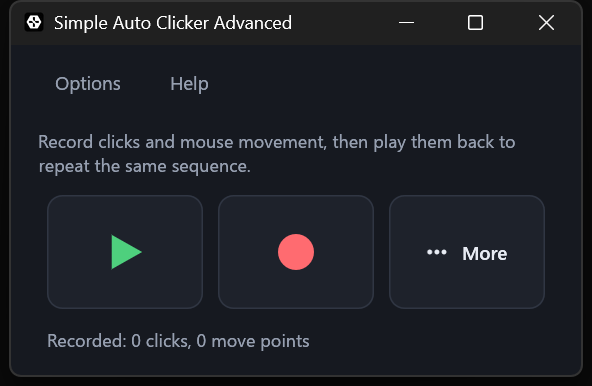 Simple Auto Clicker Advanced
Options Help
Record clicks and mouse movement, then play them back to
repeat the same sequence.
More
Recorded: 0 clicks, 0 move points